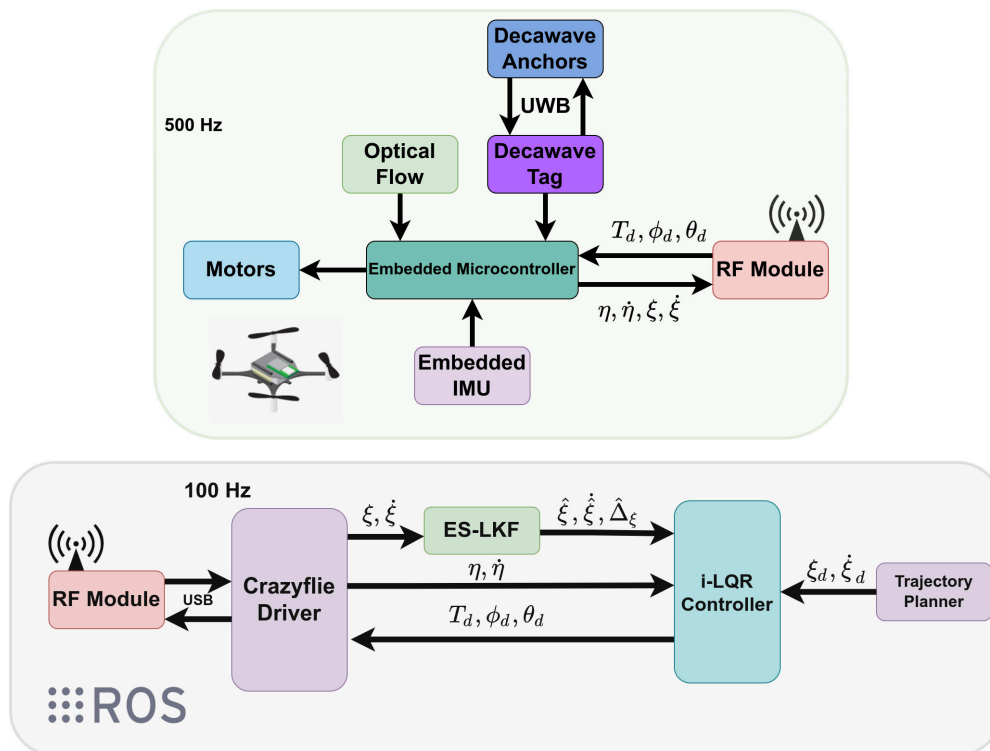 Decawave
Anchors
UWB
500 Hz
Optical
Flow
Decawave
Tag
T_d, ϕ_d, θ_d
Motors
Embedded Microcontroller
RF Module
η, η̇, ξ, ξ̇
Embedded
IMU
100 Hz
ξ, ξ̇
ES-LKF
ξ̂, ξ̂̇, Δ̂_ξ
RF Module
USB
Crazyflie
Driver
η, η̇
T_d, ϕ_d, θ_d
i-LQR
Controller
ξ_d, ξ̇_d
Trajectory
Planner
ROS